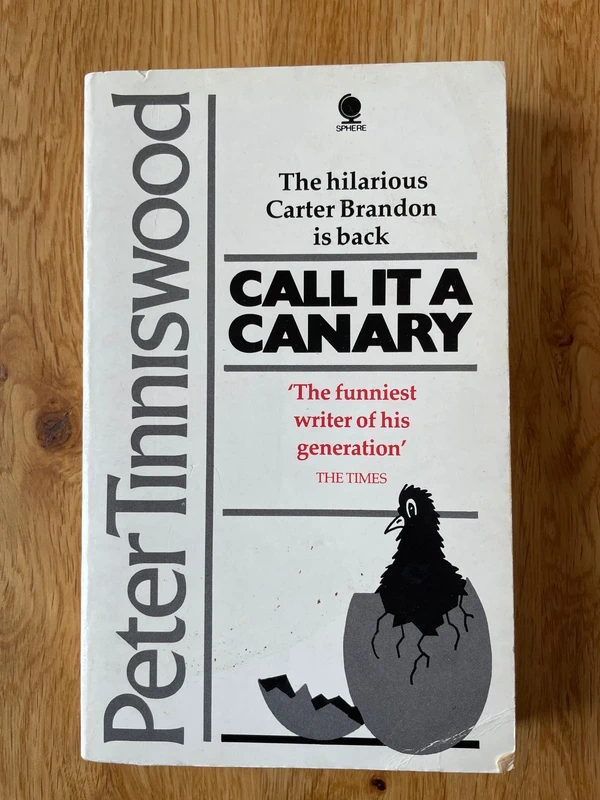 Peter Tinniswood
SPHERE
The hilarious
Carter Brandon
is back
CALL IT A
CANARY
‘The funniest
writer of his
generation’
THE TIMES